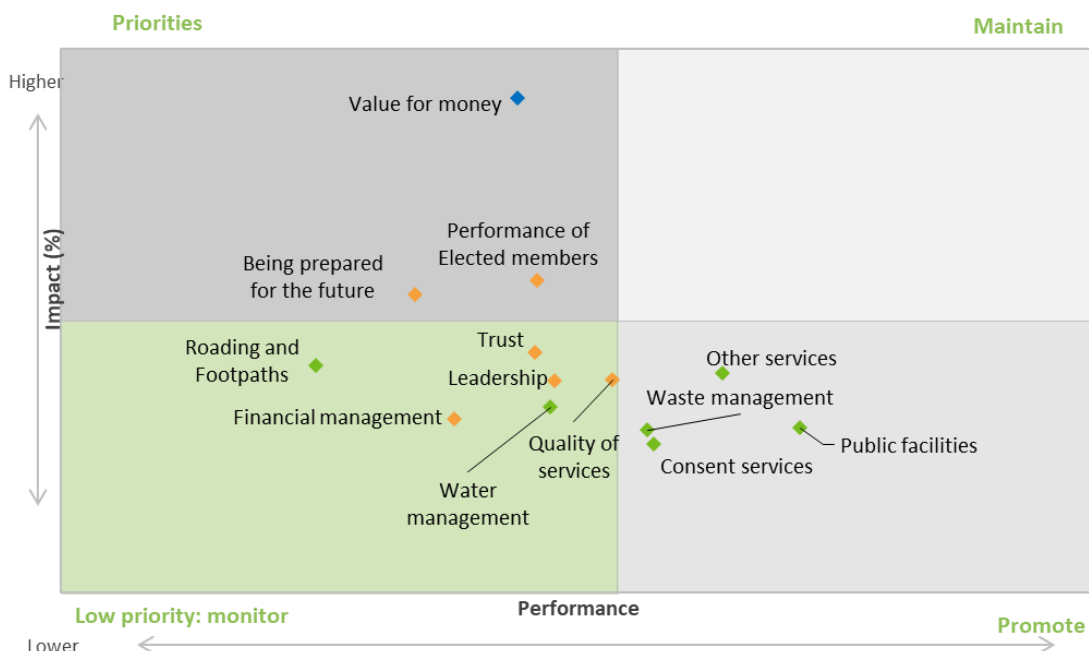 Priorities
Maintain
Higher
Value for money
Impact (%)
Performance of
Elected members
Being prepared
for the future
Roading and
Footpaths
Trust
Leadership
Financial management
Other services
Waste management
Quality of
services
Public facilities
Consent services
Water
management
Performance
Low priority: monitor
Promote
Lower